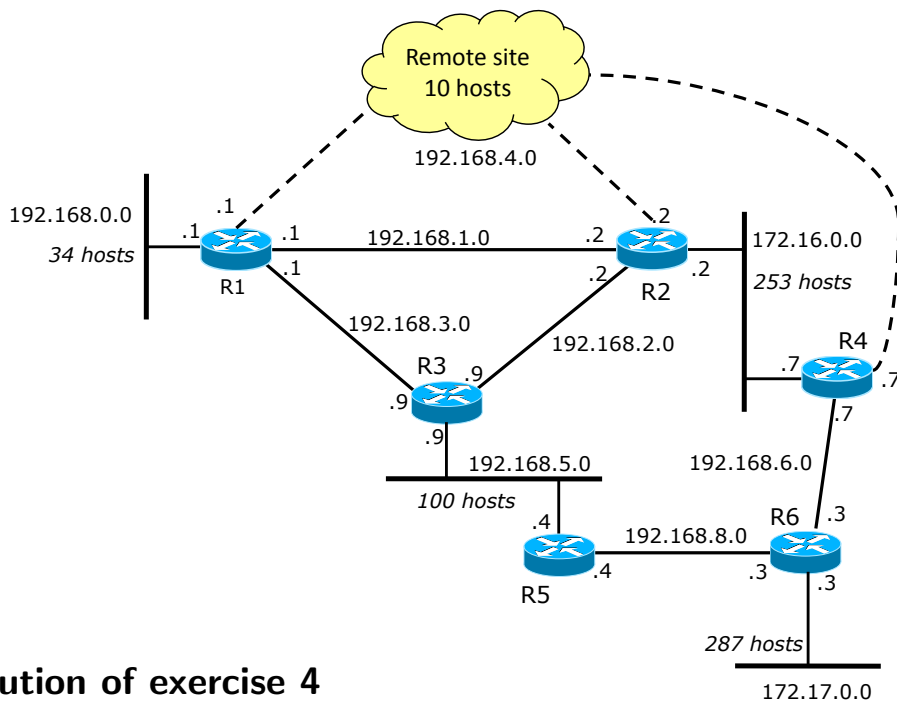 Remote site
10 hosts
192.168.4.0
192.168.0.0
34 hosts
.1
.1
.1
.1
R1
192.168.1.0
.2
.2
.2
.2
R2
172.16.0.0
253 hosts
192.168.3.0
192.168.2.0
R3
.9
.9
.9
R4
.7
.7
.7
192.168.6.0
192.168.5.0
100 hosts
.4
R5
.4
192.168.8.0
R6
.3
.3
.3
287 hosts
172.17.0.0
ution of exercise 4